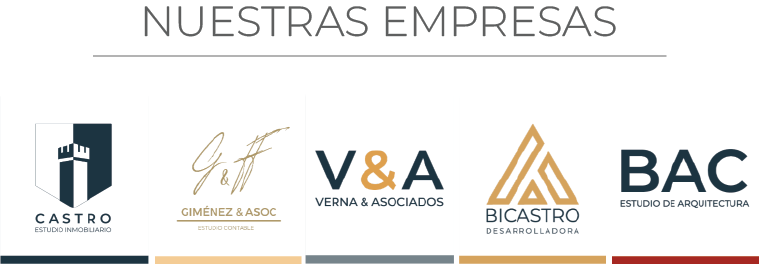 NUESTRAS EMPRESAS
CASTRO
ESTUDIO INMOBILIARIO
G & H
GIMÉNEZ & ASOC
ESTUDIO CONTABLE
V&A
VERNA & ASOCIADOS
BICASTRO
DESARROLLADORA
BAC
ESTUDIO DE ARQUITECTURA